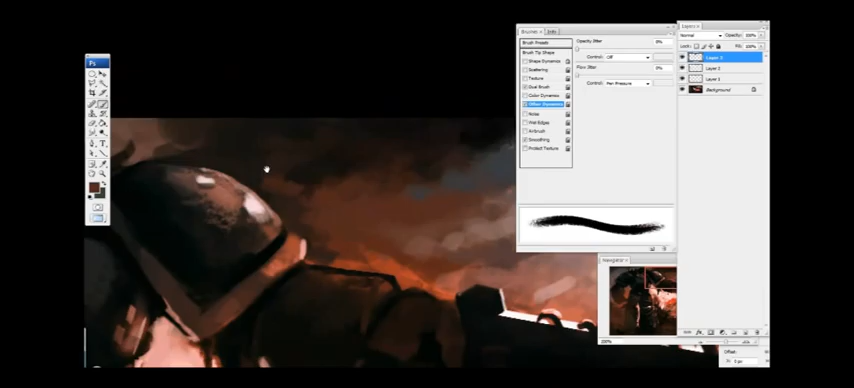 Ps
Brushes × Info
Brush Presets
Brush Tip Shape
Shape Dynamics
Scattering
Texture
Dual Brush
Color Dynamics
Other Dynamics
Noise
Wet Edges
Airbrush
Smoothing
Protect Texture
Opacity Jitter 0%
Control: Off
Flow Jitter 0%
Control: Pen Pressure
Layers ×
Normal Opacity: 100%
Lock: Fill: 100%
Layer 3
Layer 2
Layer 1
Background
Navigator ×
Offset: